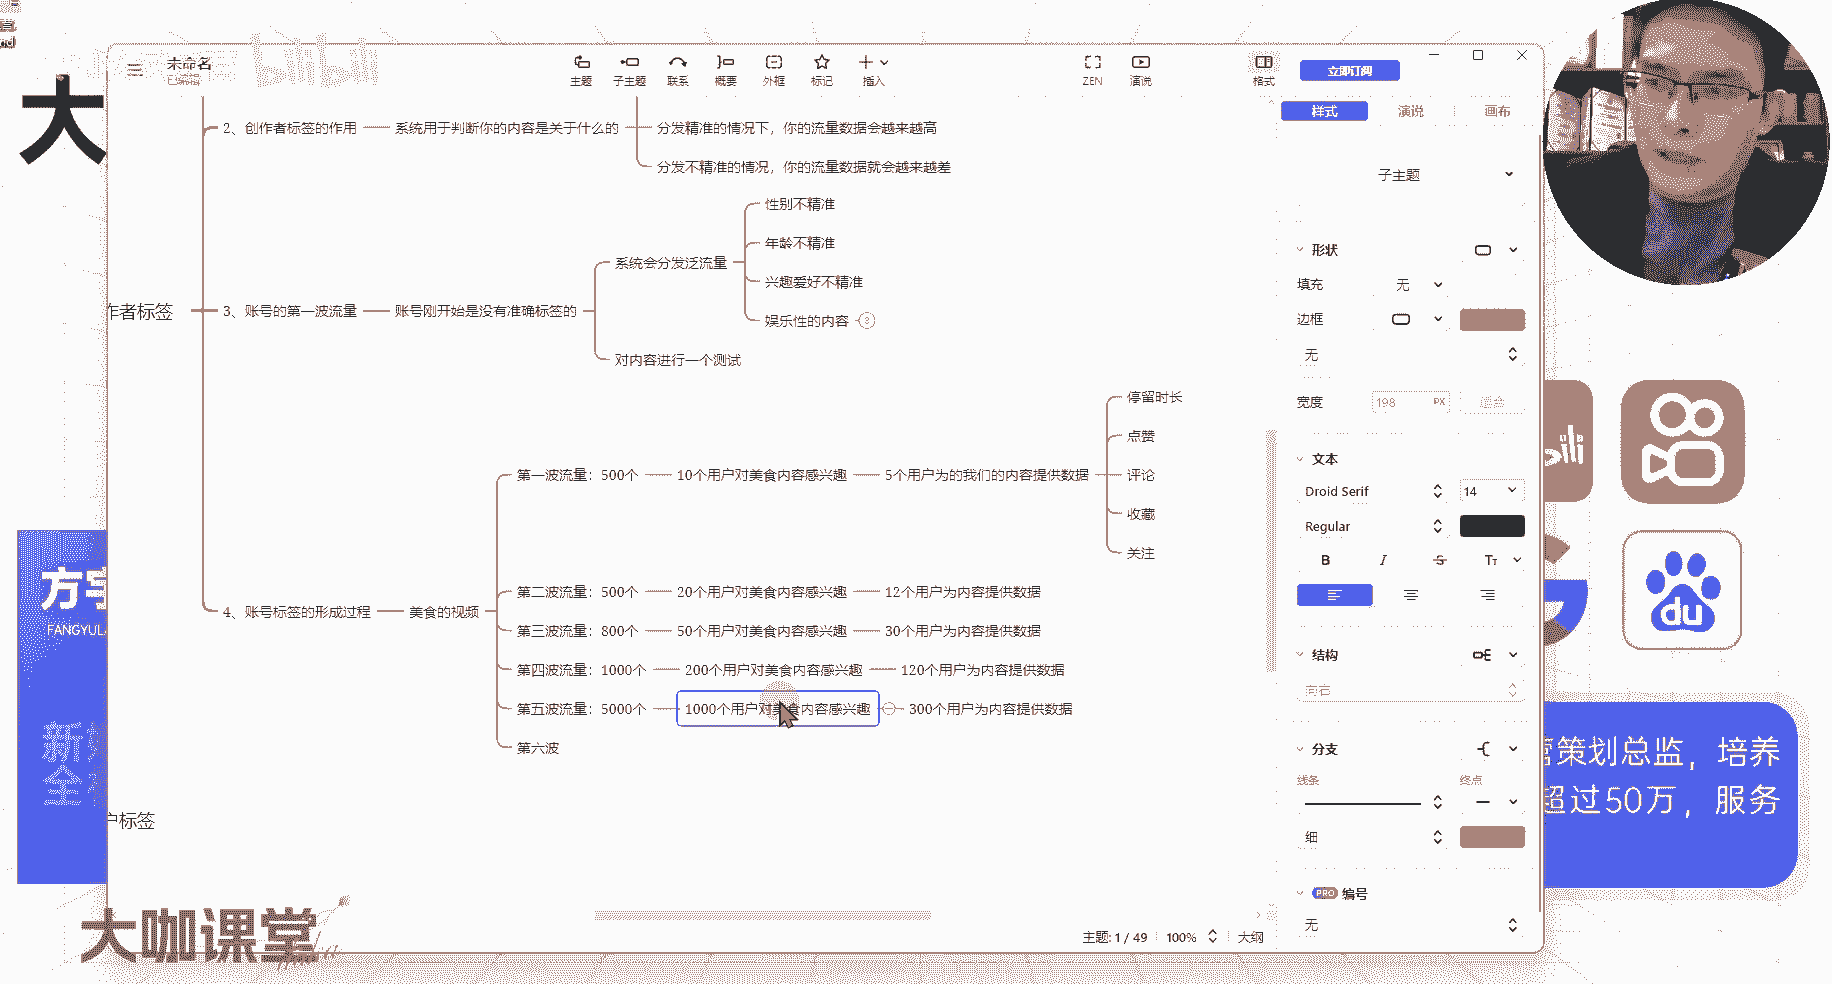 未命名
已编辑
bilibili
主题
子主题
联系
概要
外框
标记
插入
ZEN
演说
格式
立即订阅
样式
演说
画布
大
2、创作者标签的作用
系统用于判断你的内容是关于什么的
分发精准的情况下，你的流量数据会越来越高
分发不精准的情况，你的流量数据就会越来越差
作者标签
3、账号的第一波流量
账号刚开始是没有准确标签的
系统会分发泛流量
性别不精准
年龄不精准
兴趣爱好不精准
娱乐性的内容
对内容进行一个测试
4、账号标签的形成过程
美食的视频
第一波流量：500个
10个用户对美食内容感兴趣
5个用户为的我们的内容提供数据
停留时长
点赞
评论
收藏
关注
第二波流量：500个
20个用户对美食内容感兴趣
12个用户为内容提供数据
第三波流量：800个
50个用户对美食内容感兴趣
30个用户为内容提供数据
第四波流量：1000个
200个用户对美食内容感兴趣
120个用户为内容提供数据
第五波流量：5000个
1000个用户对美食内容感兴趣
300个用户为内容提供数据
第六波
户标签
子主题
形状
填充
无
边框
无
宽度
198
PX
文本
Droid Serif
14
Regular
B
I
S
Tт
结构
向右
分支
线条
终点
细
PRO
编号
无
主题: 1 / 49
100%
大纲
方宇
FANGYUL
新
全
bili
du
营策划总监，培养
超过50万，服务
大咖课堂